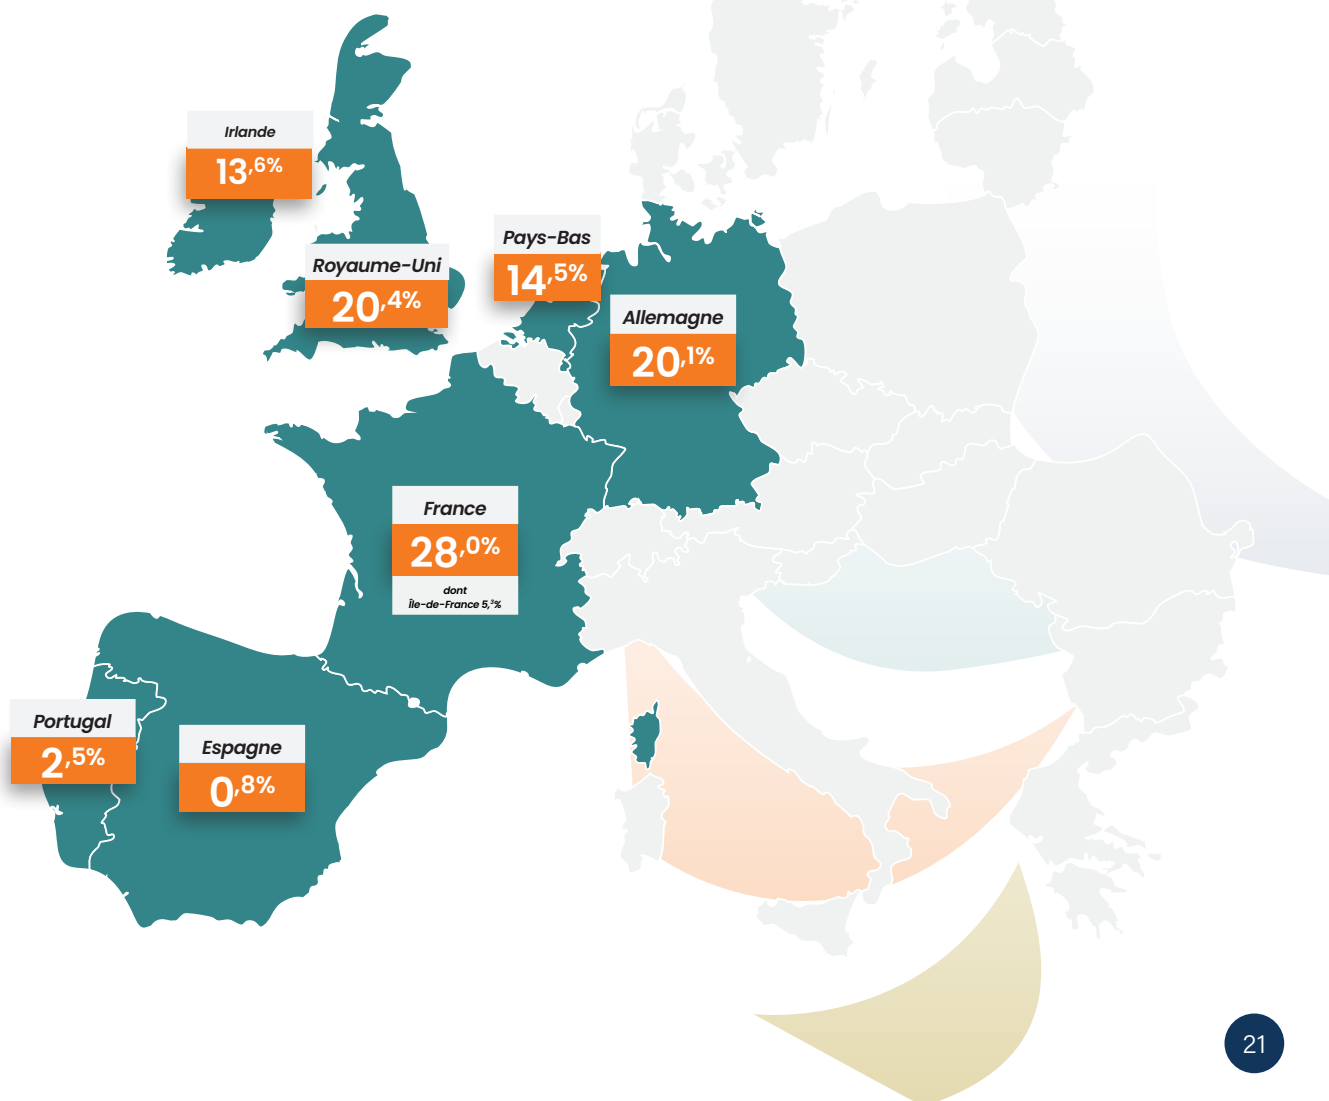 Irlande
13,6%
Royaume-Uni
20,4%
Pays-Bas
14,5%
Allemagne
20,1%
France
28,0%
dont
Île-de-France 5,3%
Portugal
2,5%
Espagne
0,8%
21